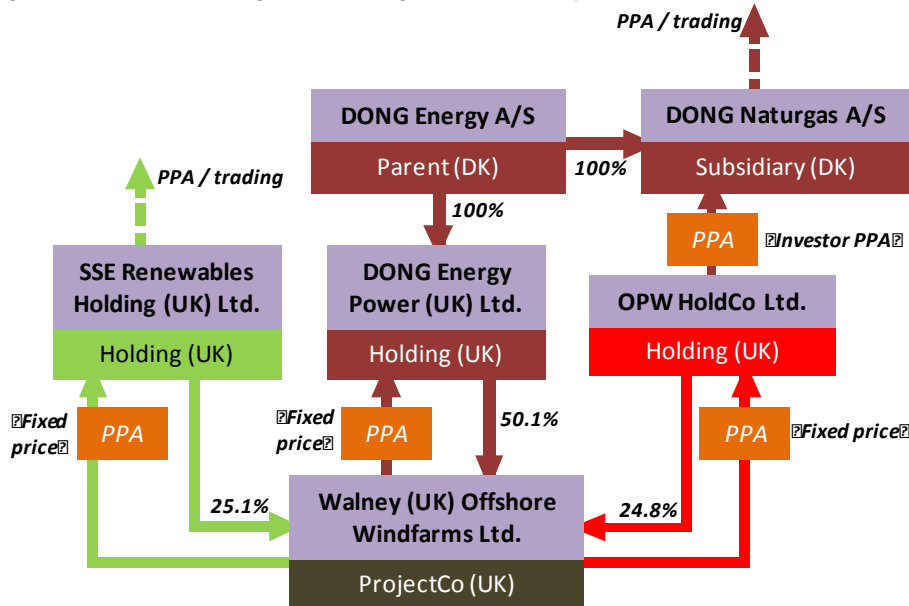 PPA / trading
DONG Energy A/S
Parent (DK)
100%
DONG Naturgas A/S
Subsidiary (DK)
PPA / trading
100%
PPA
⍰Investor PPA⍰
SSE Renewables
Holding (UK) Ltd.
Holding (UK)
DONG Energy
Power (UK) Ltd.
Holding (UK)
OPW HoldCo Ltd.
Holding (UK)
⍰Fixed
price⍰
PPA
⍰Fixed
price⍰
PPA
50.1%
PPA
⍰Fixed price⍰
25.1%
Walney (UK) Offshore
Windfarms Ltd.
ProjectCo (UK)
24.8%